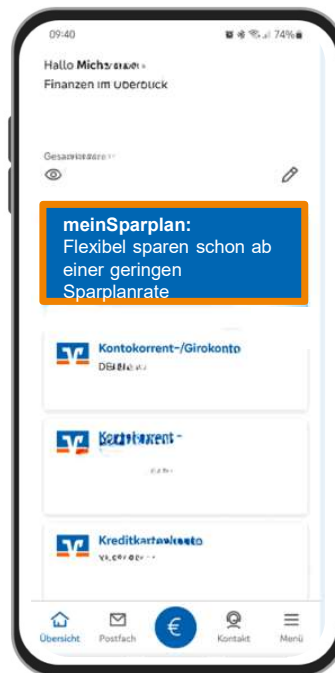 09:40
74%
Hallo
Finanzen im Überblick
meinSparplan:
Flexibel sparen schon ab
einer geringen
Sparplanrate
Kontokorrent-/Girokonto
Übersicht
Postfach
€
Kontakt
Menü